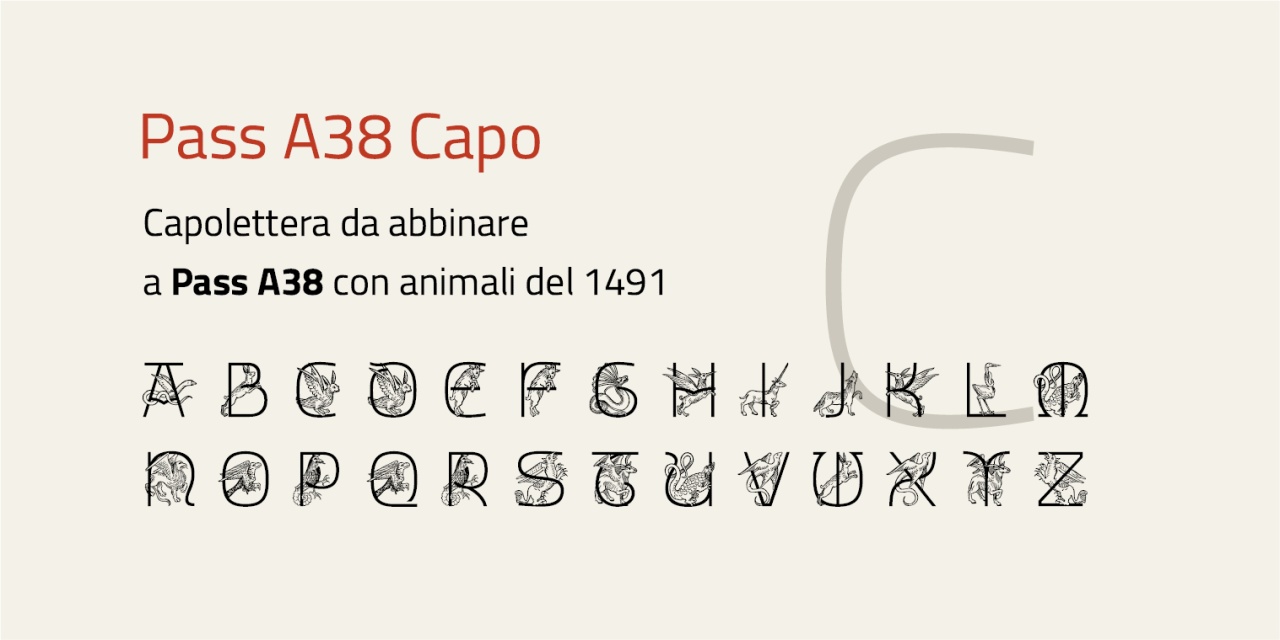 Pass A38 Capo
C
Capolettera da abbinare
a Pass A38 con animali del 1491
A B C D E F G H I J K L M
N O P Q R S T U V W X Y Z